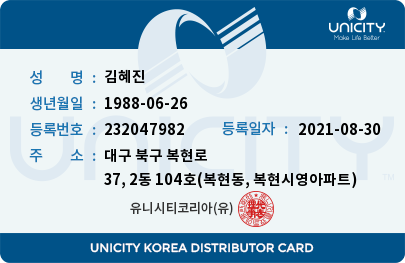 UNICITY
Make Life Better
성 명 : 김혜진
생년월일 : 1988-06-26
등록번호 : 232047982 등록일자 : 2021-08-30
UNICITY
주 소 : 대구 북구 복현로
37, 2동 104호(복현동, 복현시영아파트)
유니시티코리아(유)
UNICITY KOREA DISTRIBUTOR CARD